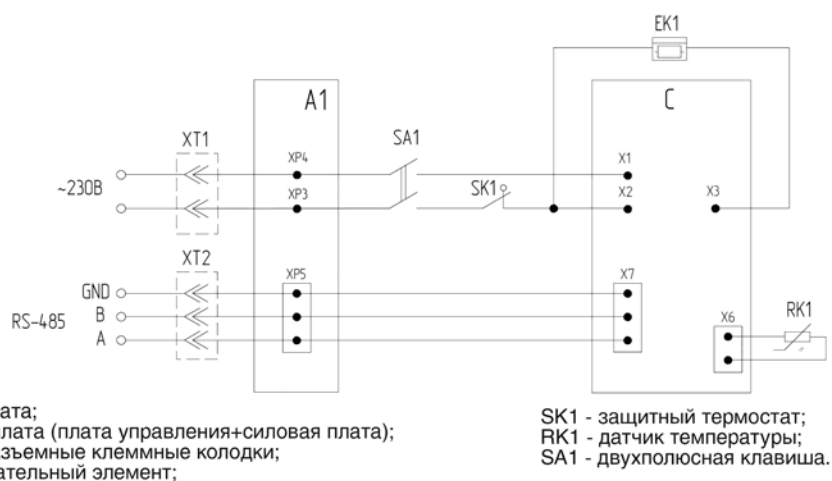 EK1
A1
C
XT1
XP4
SA1
X1
~230В
XP3
SK1
X2
X3
XT2
XP5
X7
GND
RS-485
B
A
X6
RK1
ата;
лата (плата управления+силовая плата);
зъемные клеммные колодки;
ательный элемент;
SK1 - защитный термостат;
RK1 - датчик температуры;
SA1 - двухполюсная клавиша.